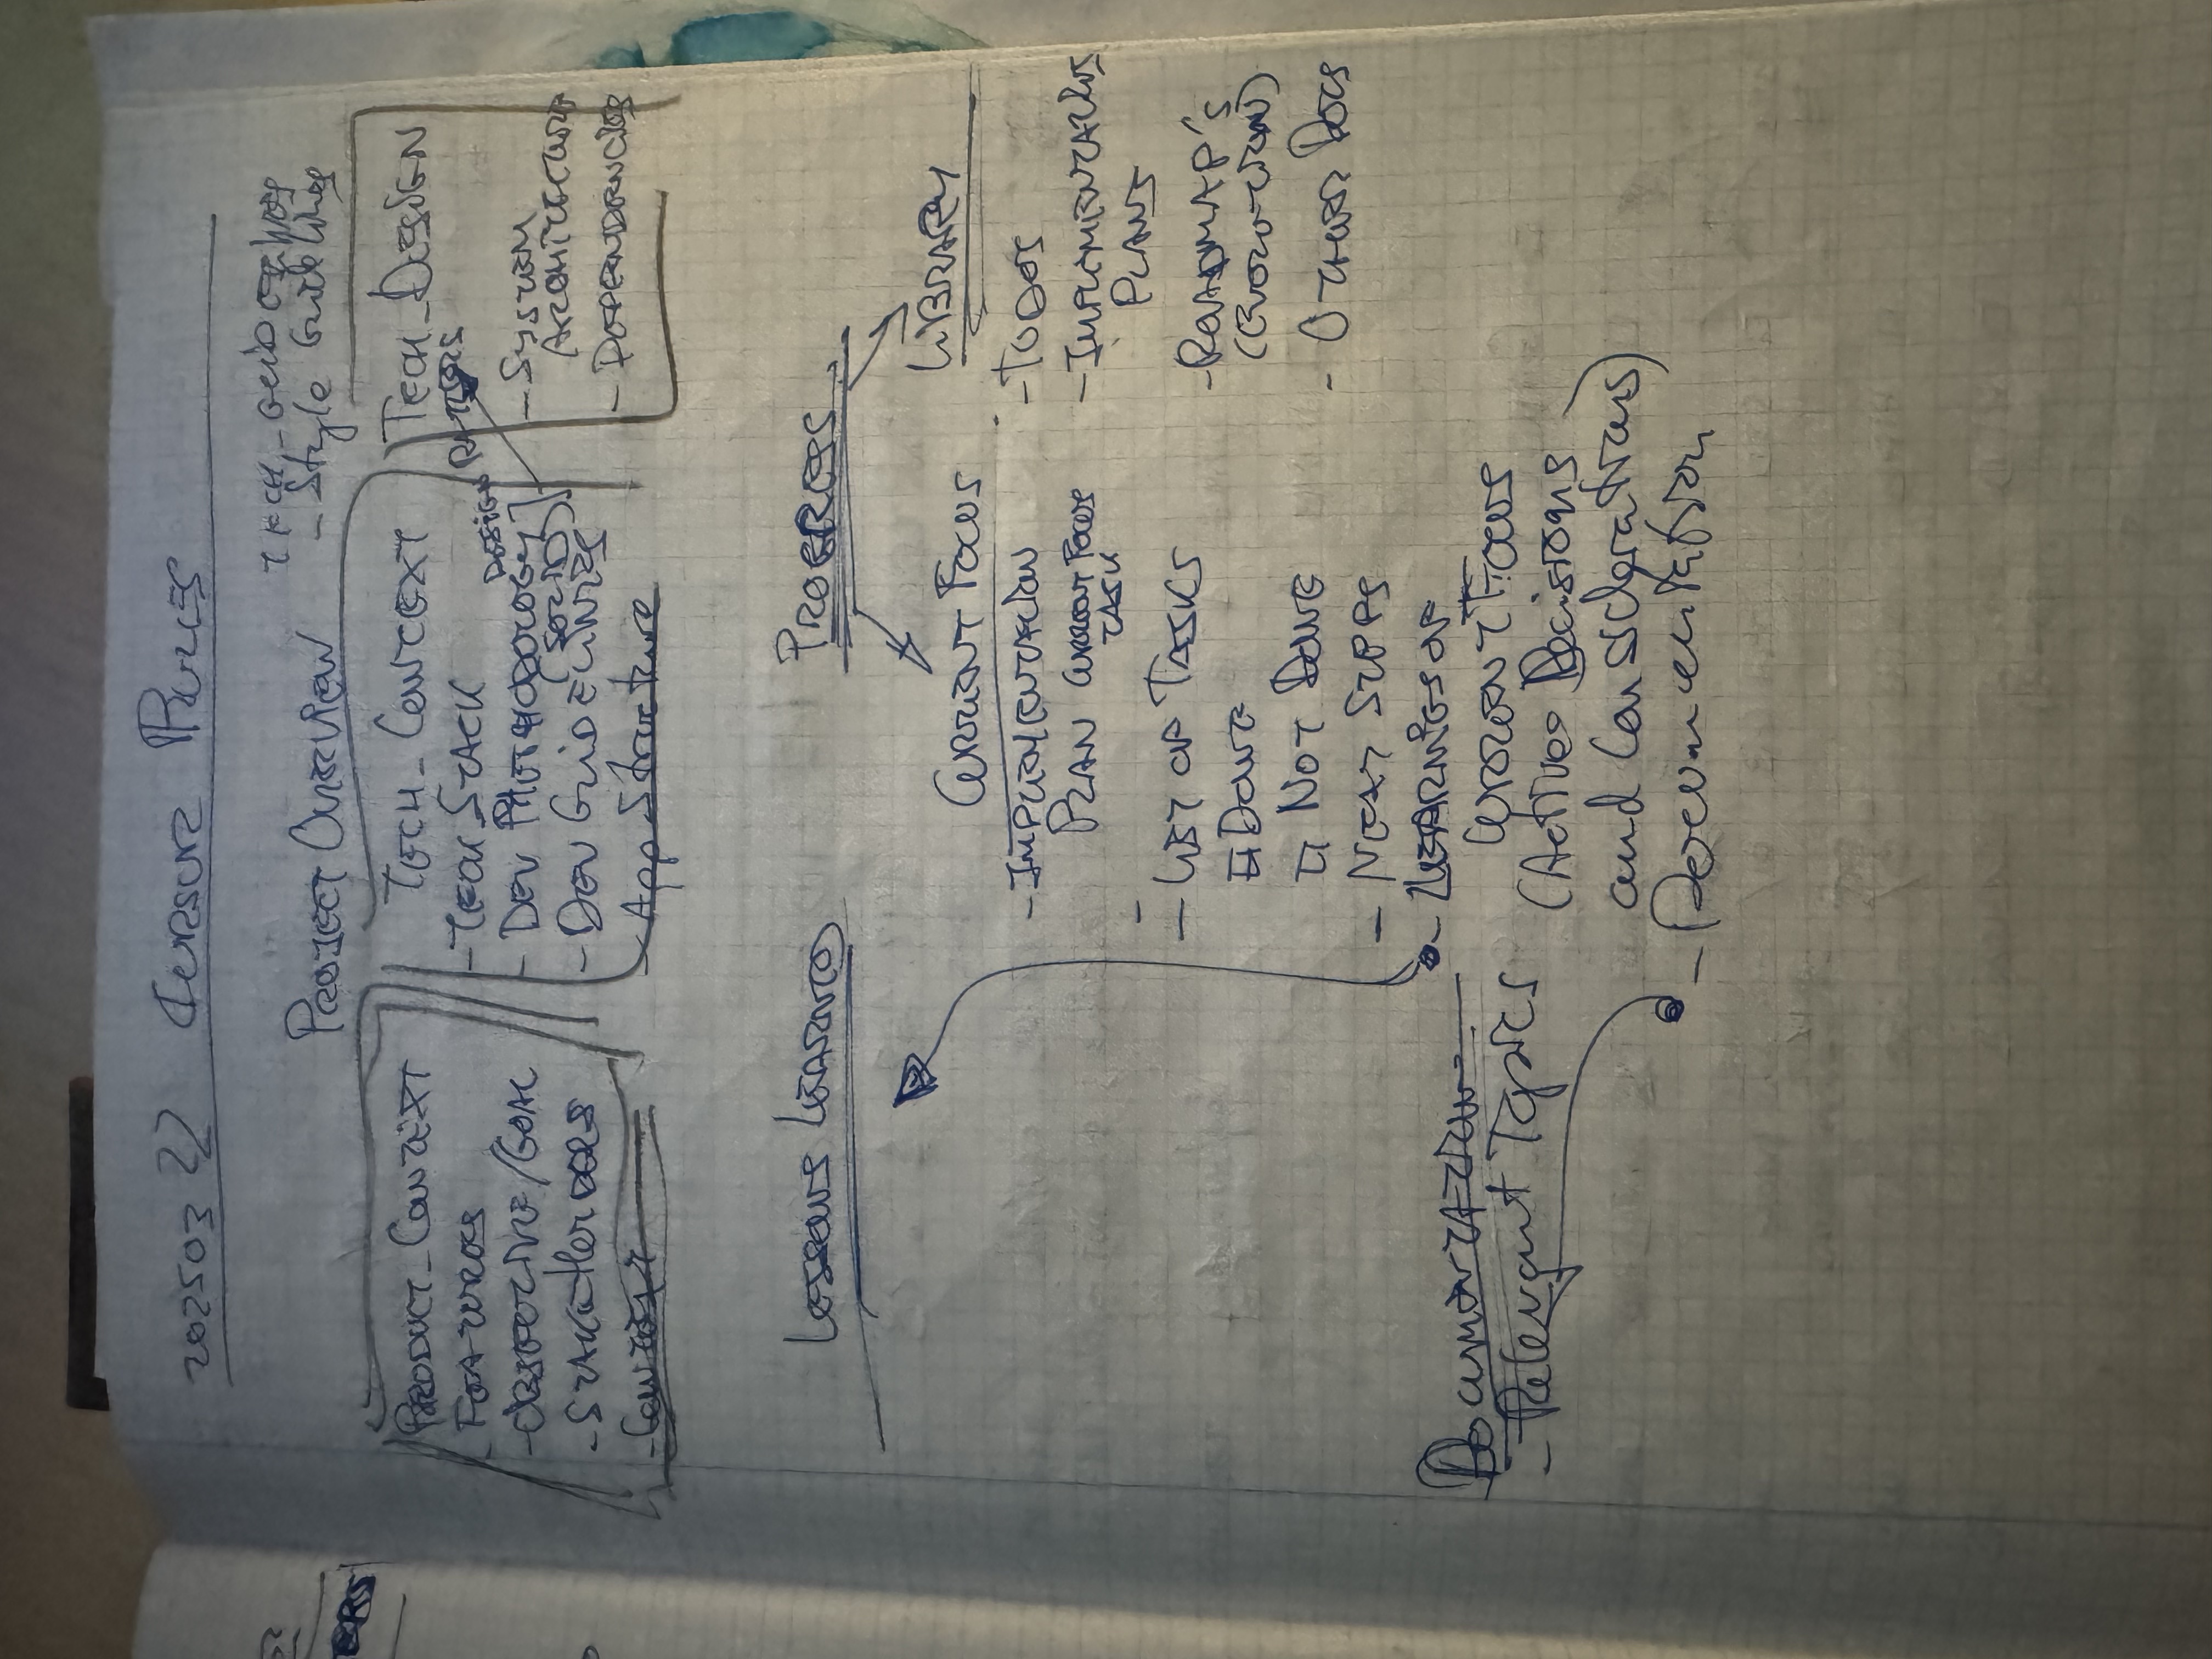 20250322 CURSOR RULES
TECH_GUIDELINES
- Style Guidelines
PROJECT OVERVIEW
PRODUCT_CONTEXT
- FEATURES
- OBJECTIVE/GOAL
- STAKEHOLDERS
- CONTEXT
TECH_CONTEXT
- TECH STACK
- DEV METHODOLOGY
(SOLID)
- DEV GUIDELINES
- App Structure
DESIGN PATTERNS
TECH_DESIGN
- SYSTEM
ARCHITECTURE
- DEPENDENCIES
LESSONS LEARNED
PROGRESS
CURRENT FOCUS
- IMPLEMENTATION
PLAN CURRENT FOCUS
TASK
-
- LIST OF TASKS
DONE
NOT DONE
- NEXT STEPS
- LEARNINGS OF
CURRENT FOCUS
(Active Decisions
and Considerations)
- Documentation
LIBRARY
- TODOS
- IMPLEMENTATIONS
PLANS
- ROADMAP's
(EVOLUTION)
- OTHER DOCS
DOCUMENTATION
- Relevant Topics
ERS